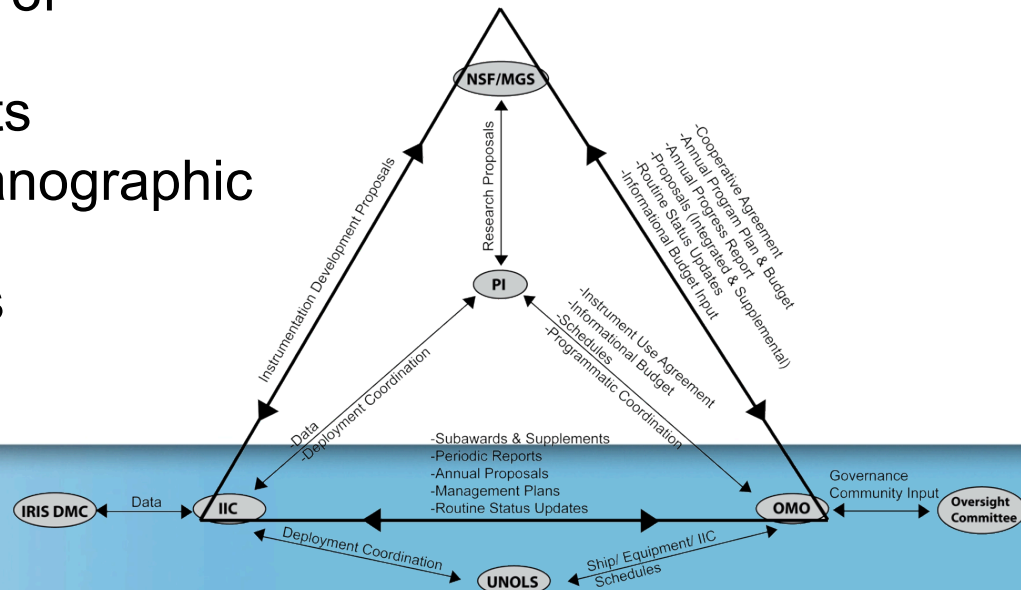 or
ts
anographic
s
NSF/MGS
Research Proposals
Instrumentation Development Proposals
-Cooperative Agreement
-Annual Program Plan & Budget
-Annual Progress Report
-Proposals (Integrated & Supplemental)
-Routine Status Updates
-Informational Budget Input
PI
-Instrument Use Agreement
-Informational Budget
-Schedules
-Programmatic Coordination
-Data
-Deployment Coordination
-Subawards & Supplements
-Periodic Reports
-Annual Proposals
-Management Plans
-Routine Status Updates
IRIS DMC
Data
IIC
OMO
Governance
Community Input
Oversight
Committee
Deployment Coordination
Ship/ Equipment/ IIC
Schedules
UNOLS